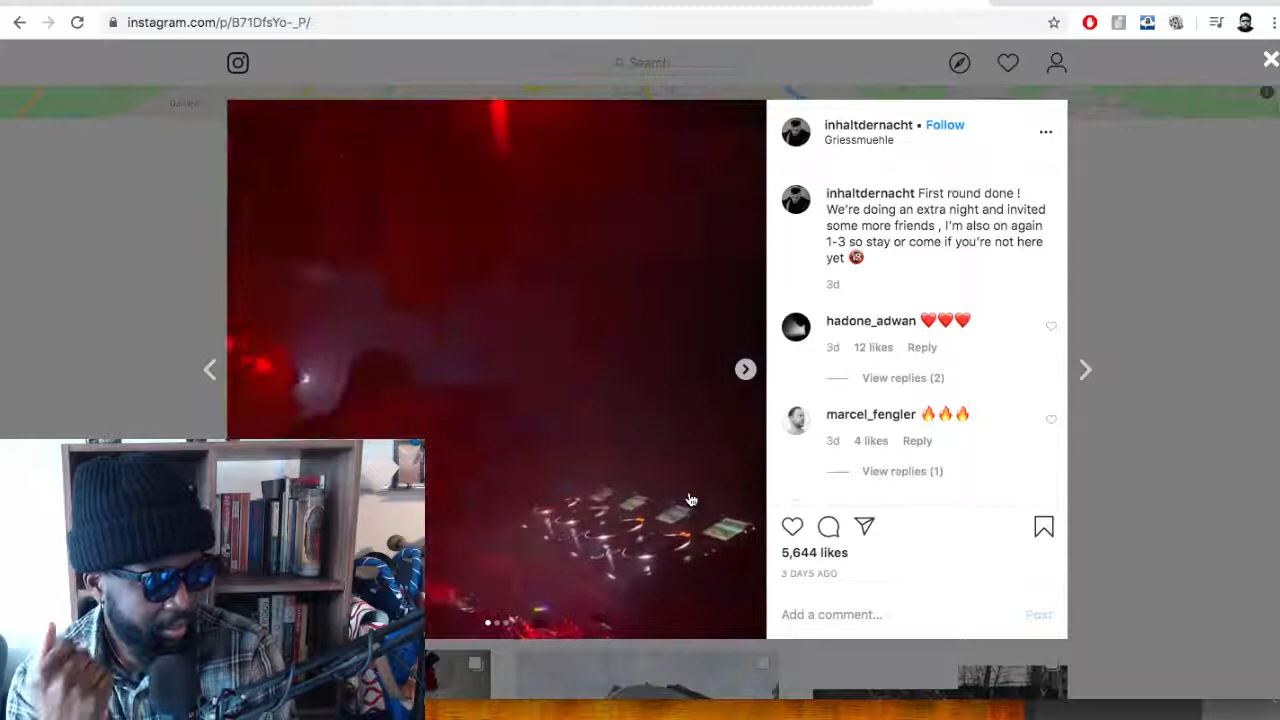 instagram.com/p/B71DfsYo-_P/
Search
inhaltdernacht • Follow
Griessmuehle
inhaltdernacht First round done !
We're doing an extra night and invited
some more friends , I'm also on again
1-3 so stay or come if you're not here
yet 🔞
3d
hadone_adwan ❤️❤️❤️
3d 12 likes Reply
View replies (2)
marcel_fengler 🔥🔥🔥
3d 4 likes Reply
View replies (1)
5,644 likes
3 DAYS AGO
Add a comment... Post